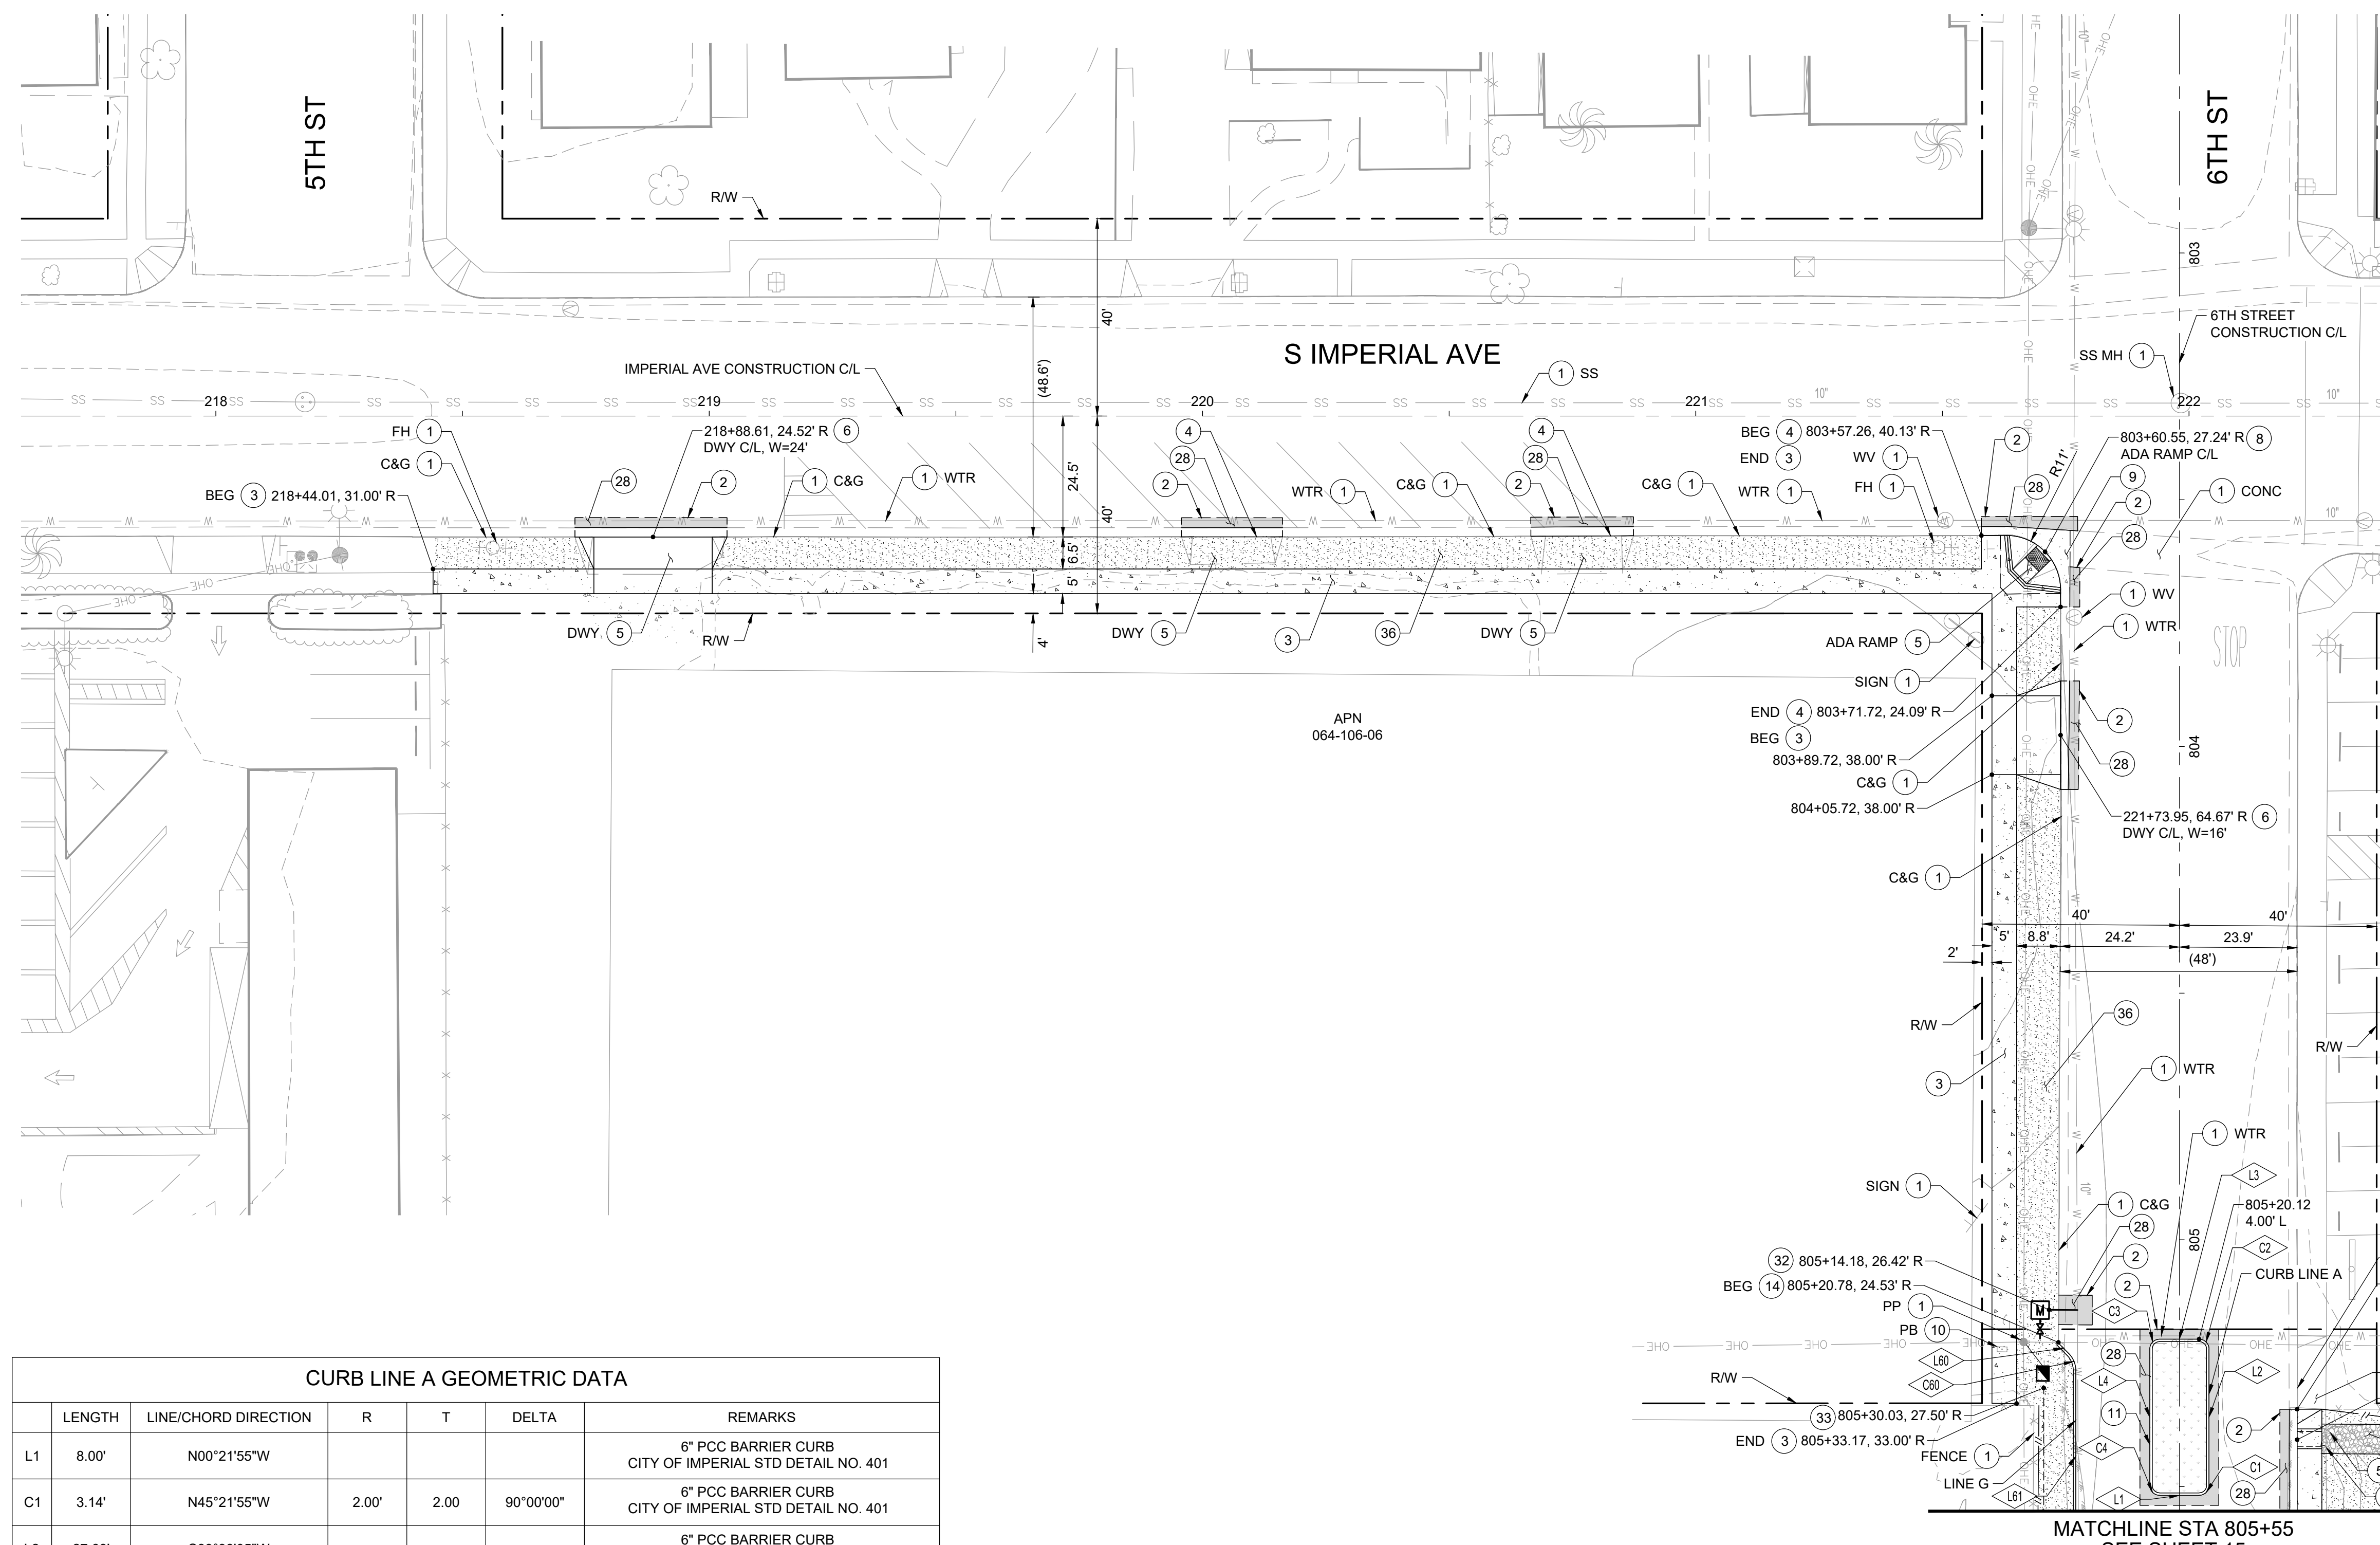 5TH ST
6TH ST
R/W
803
40'
6TH STREET
CONSTRUCTION C/L
S IMPERIAL AVE
(48.6')
SS MH 1
IMPERIAL AVE CONSTRUCTION C/L
1 SS
10"
10"
218
219
220
221
222
SS
FH 1
C&G 1
BEG 3 218+44.01, 31.00' R
218+88.61, 24.52' R 6
DWY C/L, W=24'
28
2
1 C&G
1 WTR
24.5'
40'
6.5'
5'
4'
4
28
2
WTR 1
C&G 1
4
28
2
C&G 1
BEG 4 803+57.26, 40.13' R
END 3
WV 1
WTR 1
FH 1
2
28
R11'
803+60.55, 27.24' R 8
ADA RAMP C/L
9
2
1 CONC
28
10"
OHE
W
DWY 5
R/W
DWY 5
3
36
DWY 5
1 WV
1 WTR
STOP
ADA RAMP 5
SIGN 1
APN
064-106-06
END 4 803+71.72, 24.09' R
BEG 3
803+89.72, 38.00' R
C&G 1
804+05.72, 38.00' R
2
28
804
221+73.95, 64.67' R 6
DWY C/L, W=16'
C&G 1
40'
40'
5'
8.8'
24.2'
23.9'
2'
(48')
R/W
36
R/W
3
1 WTR
1 WTR
L3
SIGN 1
10"
1 C&G
28
2
805+20.12
4.00' L
805
C2
CURB LINE A
32 805+14.18, 26.42' R
BEG 14 805+20.78, 24.53' R
PP 1
PB 10
M
C3
2
L60
C60
R/W
28
L4
L2
11
33 805+30.03, 27.50' R
END 3 805+33.17, 33.00' R
FENCE 1
LINE G
L61
C4
L1
C1
2
28
MATCHLINE STA 805+55
CURB LINE A GEOMETRIC DATA
LENGTH LINE/CHORD DIRECTION R T DELTA REMARKS
L1 8.00' N00°21'55"W 6" PCC BARRIER CURB
CITY OF IMPERIAL STD DETAIL NO. 401
C1 3.14' N45°21'55"W 2.00' 2.00 90°00'00" 6" PCC BARRIER CURB
CITY OF IMPERIAL STD DETAIL NO. 401
6" PCC BARRIER CURB